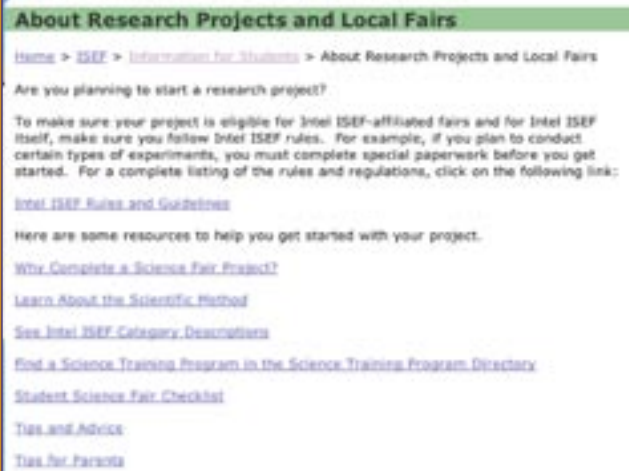 About Research Projects and Local Fairs
Home > ISEF > Information for Students > About Research Projects and Local Fairs
Are you planning to start a research project?
To make sure your project is eligible for Intel ISEF-affiliated fairs and for Intel ISEF
itself, make sure you follow Intel ISEF rules. For example, if you plan to conduct
certain types of experiments, you must complete special paperwork before you get
started. For a complete listing of the rules and regulations, click on the following link:
Intel ISEF Rules and Guidelines
Here are some resources to help you get started with your project.
Why Complete a Science Fair Project?
Learn About the Scientific Method
See Intel ISEF Category Descriptions
Find a Science Training Program in the Science Training Program Directory
Student Science Fair Checklist
Tips and Advice
Tips for Parents